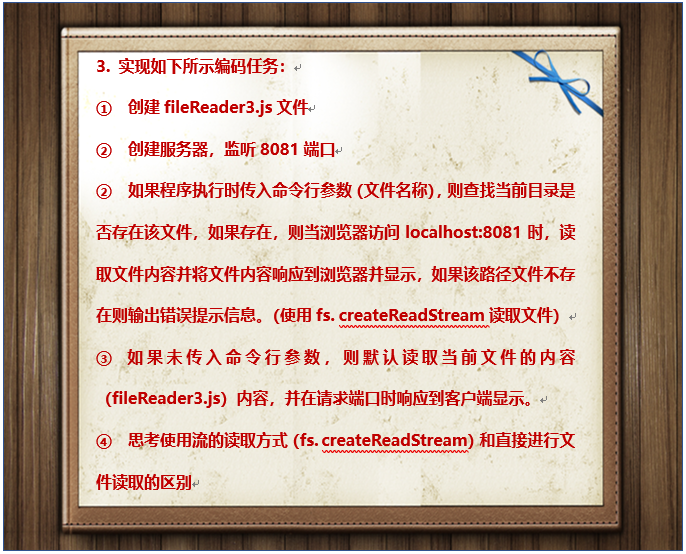 3. 实现如下所示编码任务：
① 创建 fileReader3.js 文件
② 创建服务器，监听 8081 端口
② 如果程序执行时传入命令行参数（文件名称），则查找当前目录是
否存在该文件，如果存在，则当浏览器访问 localhost:8081 时，读
取文件内容并将文件内容响应到浏览器并显示，如果该路径文件不存
在则输出错误提示信息。(使用 fs. createReadStream 读取文件)
③ 如果未传入命令行参数，则默认读取当前文件的内容
（fileReader3.js）内容，并在请求端口时响应到客户端显示。
④ 思考使用流的读取方式（fs. createReadStream）和直接进行文
件读取的区别